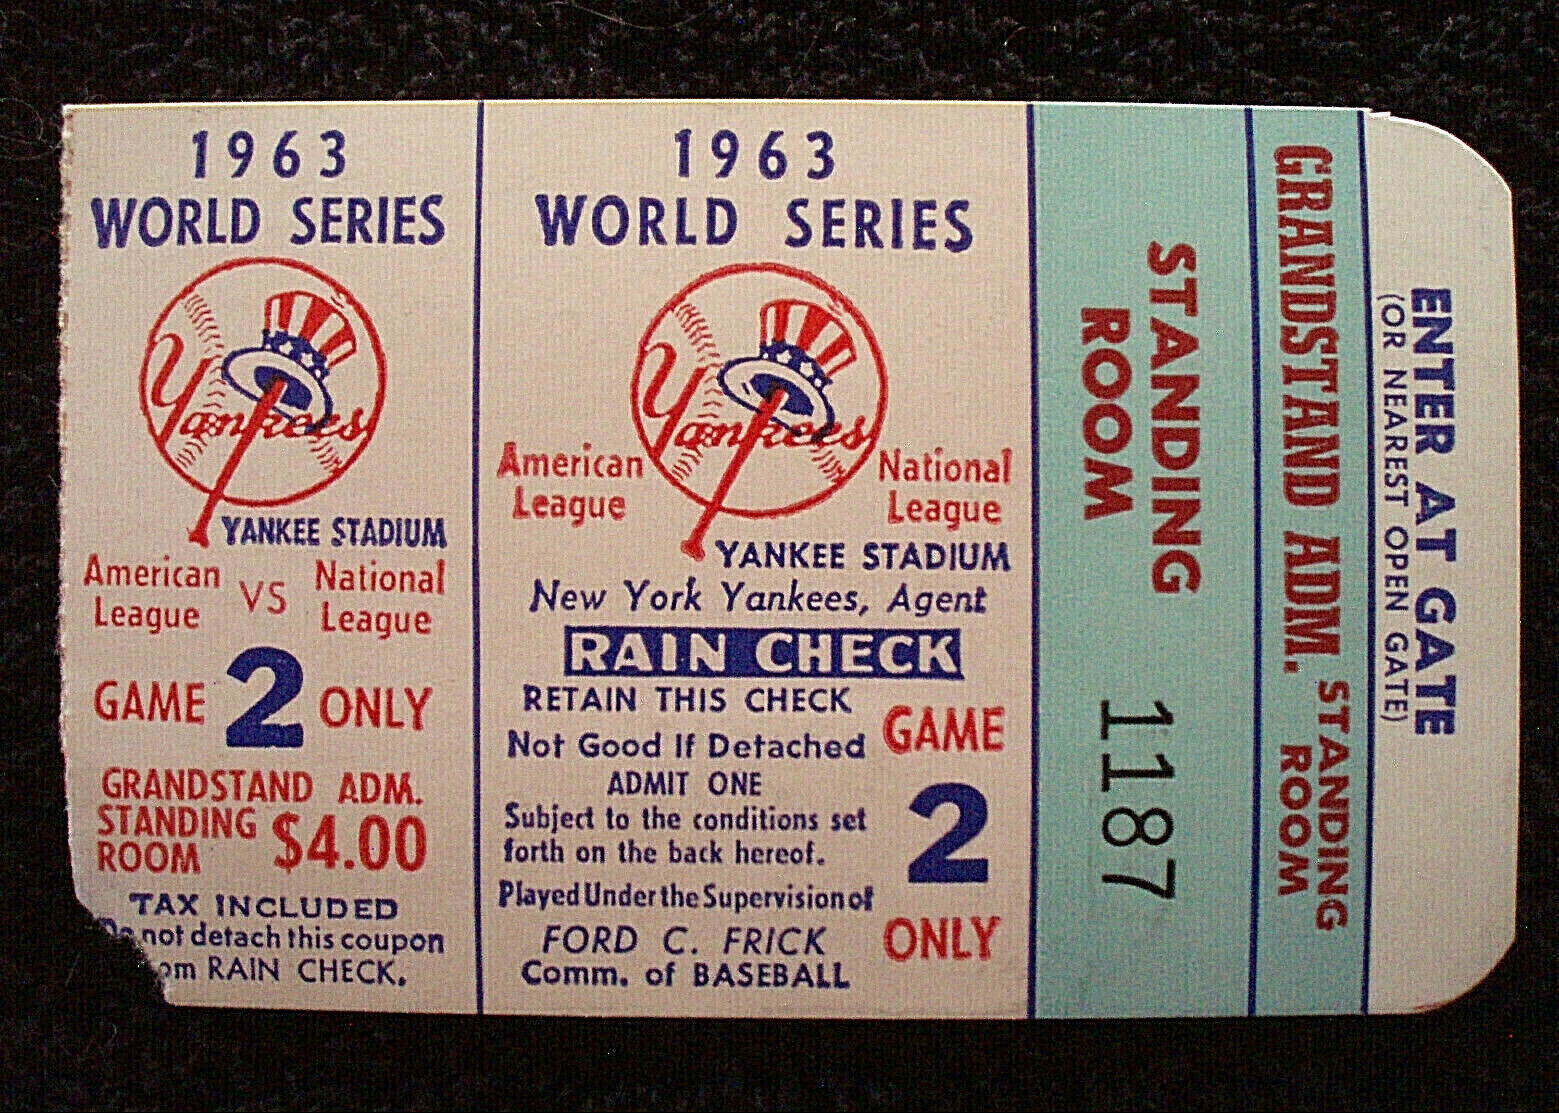 1963
WORLD SERIES
Yankees
YANKEE STADIUM
American League VS National League
GAME 2 ONLY
GRANDSTAND ADM.
STANDING ROOM $4.00
TAX INCLUDED
not detach this coupon
RAIN CHECK.
1963
WORLD SERIES
Yankees
American League
National League
YANKEE STADIUM
New York Yankees, Agent
RAIN CHECK
RETAIN THIS CHECK
Not Good If Detached
ADMIT ONE
Subject to the conditions set
forth on the back hereof.
Played Under the Supervision of
FORD C. FRICK
Comm. of BASEBALL
GAME
2
ONLY
STANDING
ROOM
1187
GRANDSTAND ADM. STANDING ROOM
ENTER AT GATE
(OR NEAREST OPEN GATE)